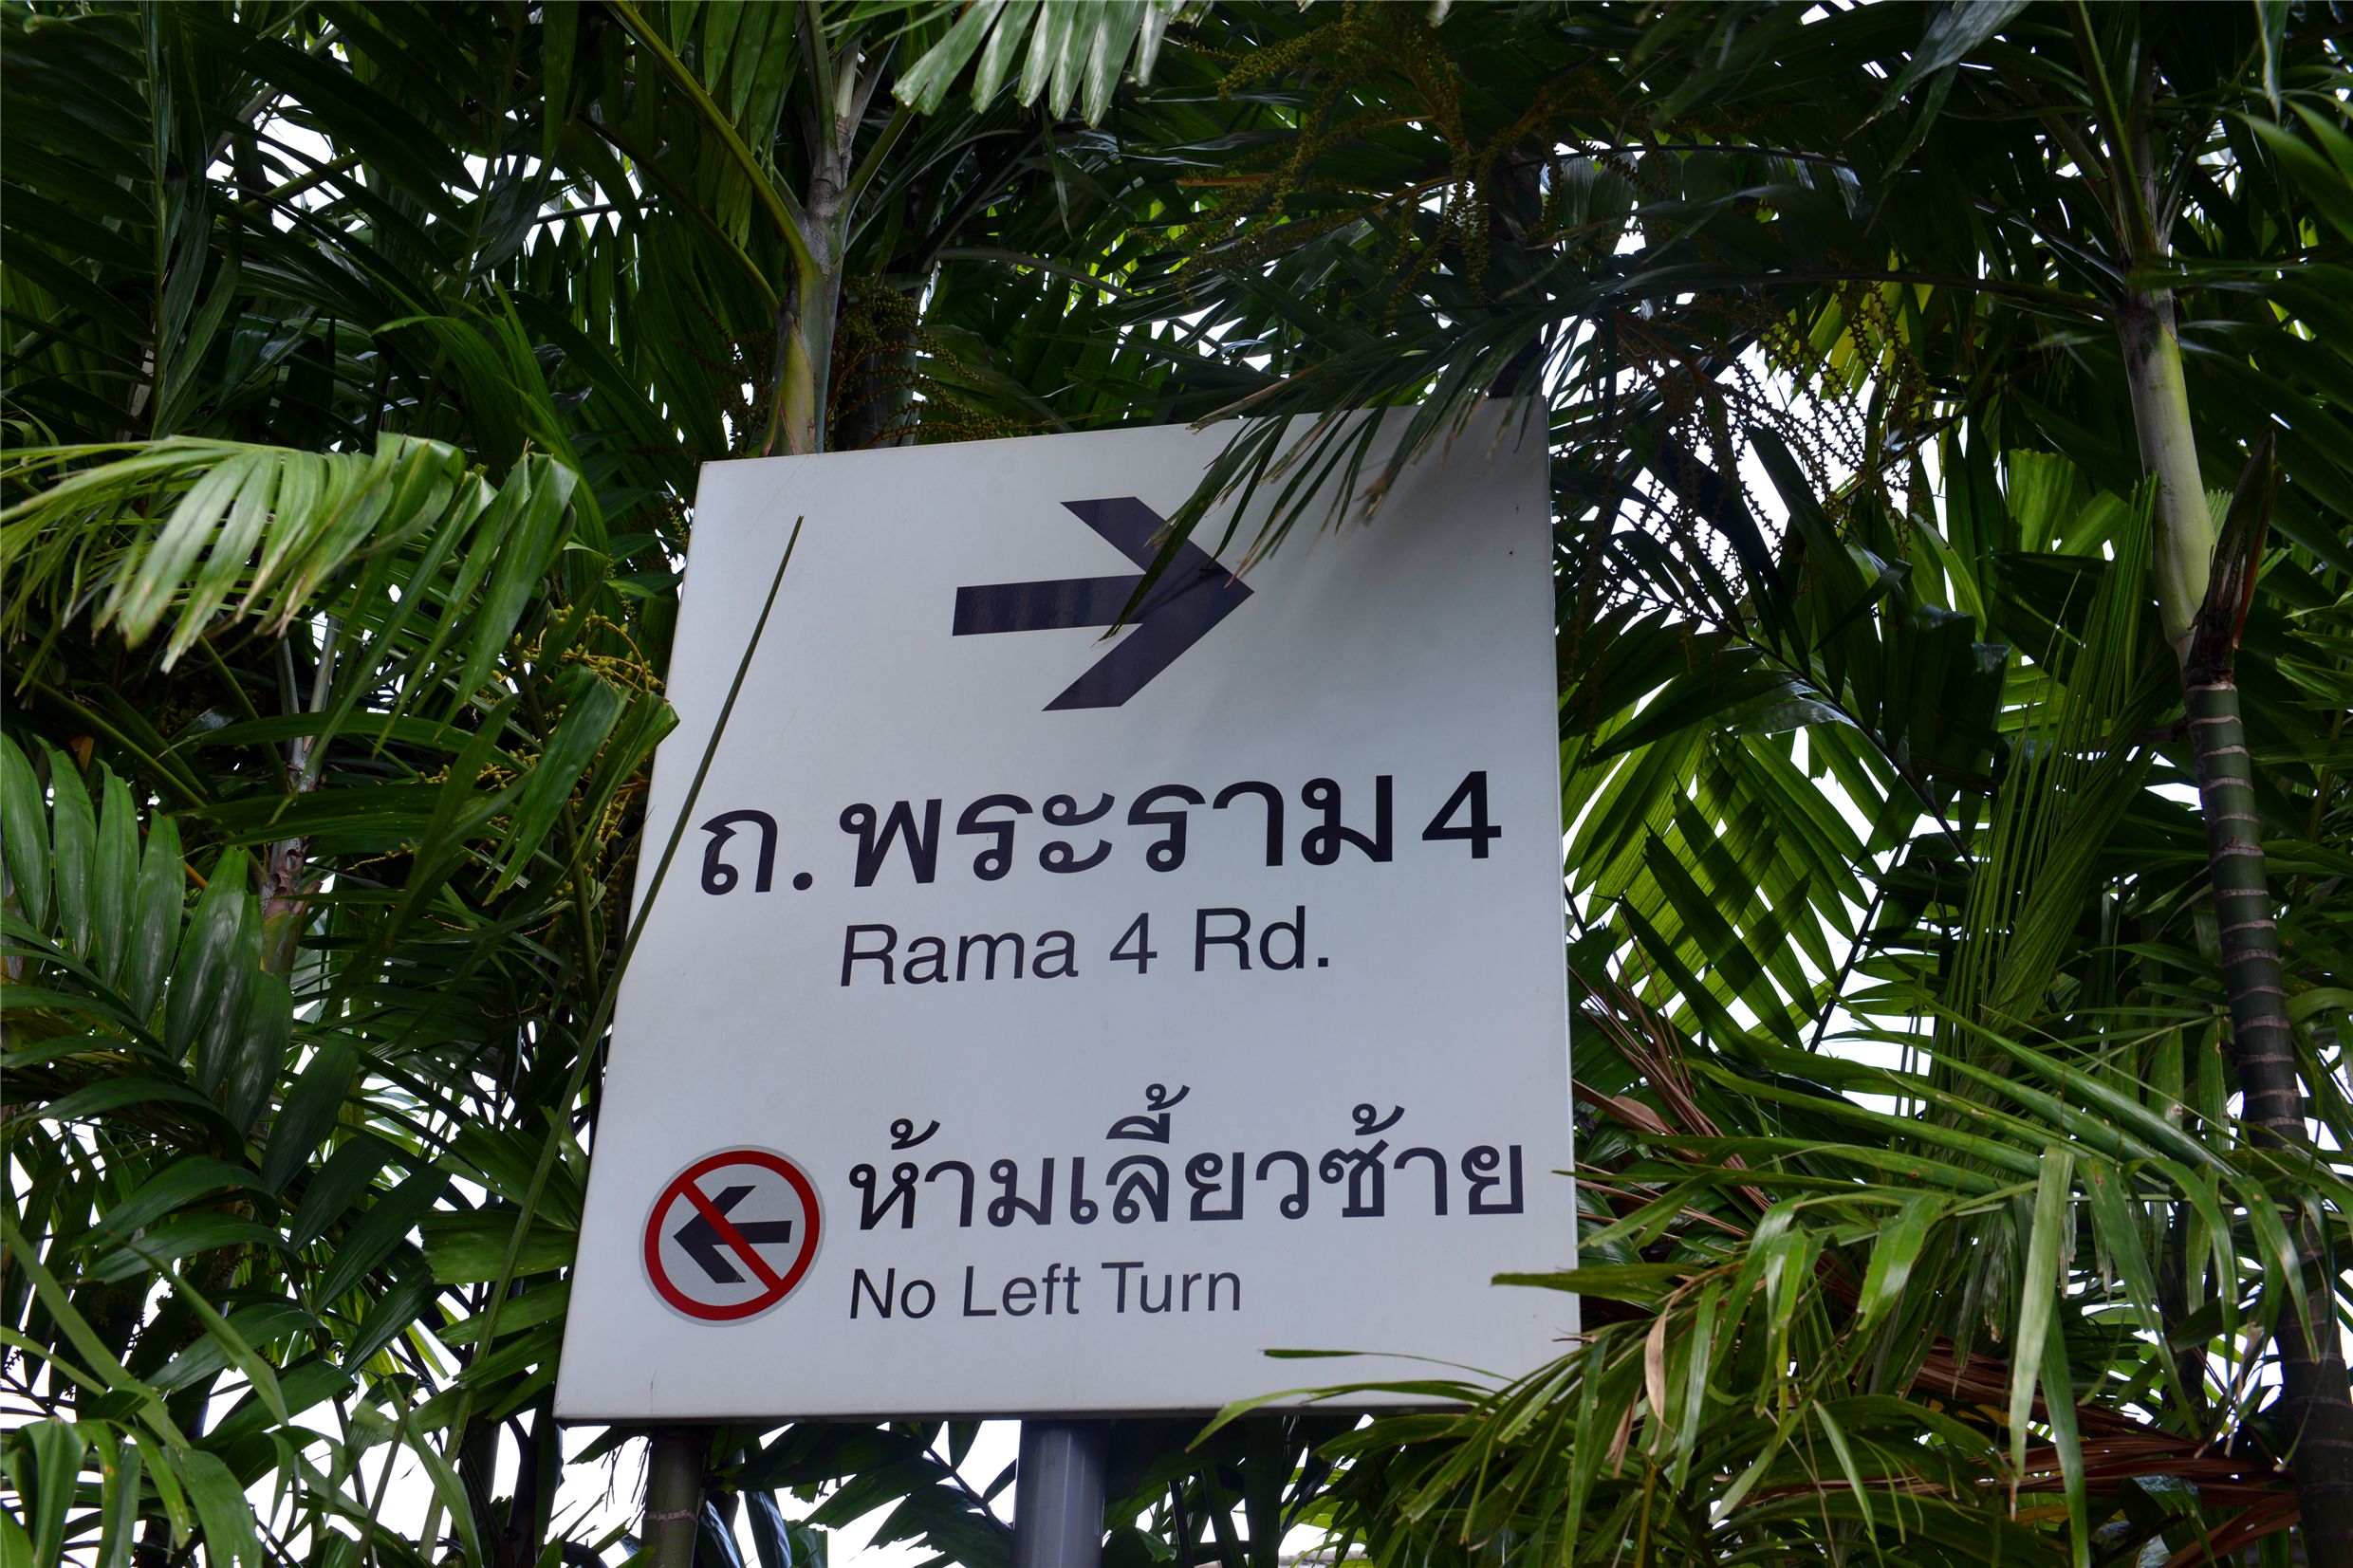 ถ.พระราม 4
Rama 4 Rd.
ห้ามเลี้ยวซ้าย
No Left Turn